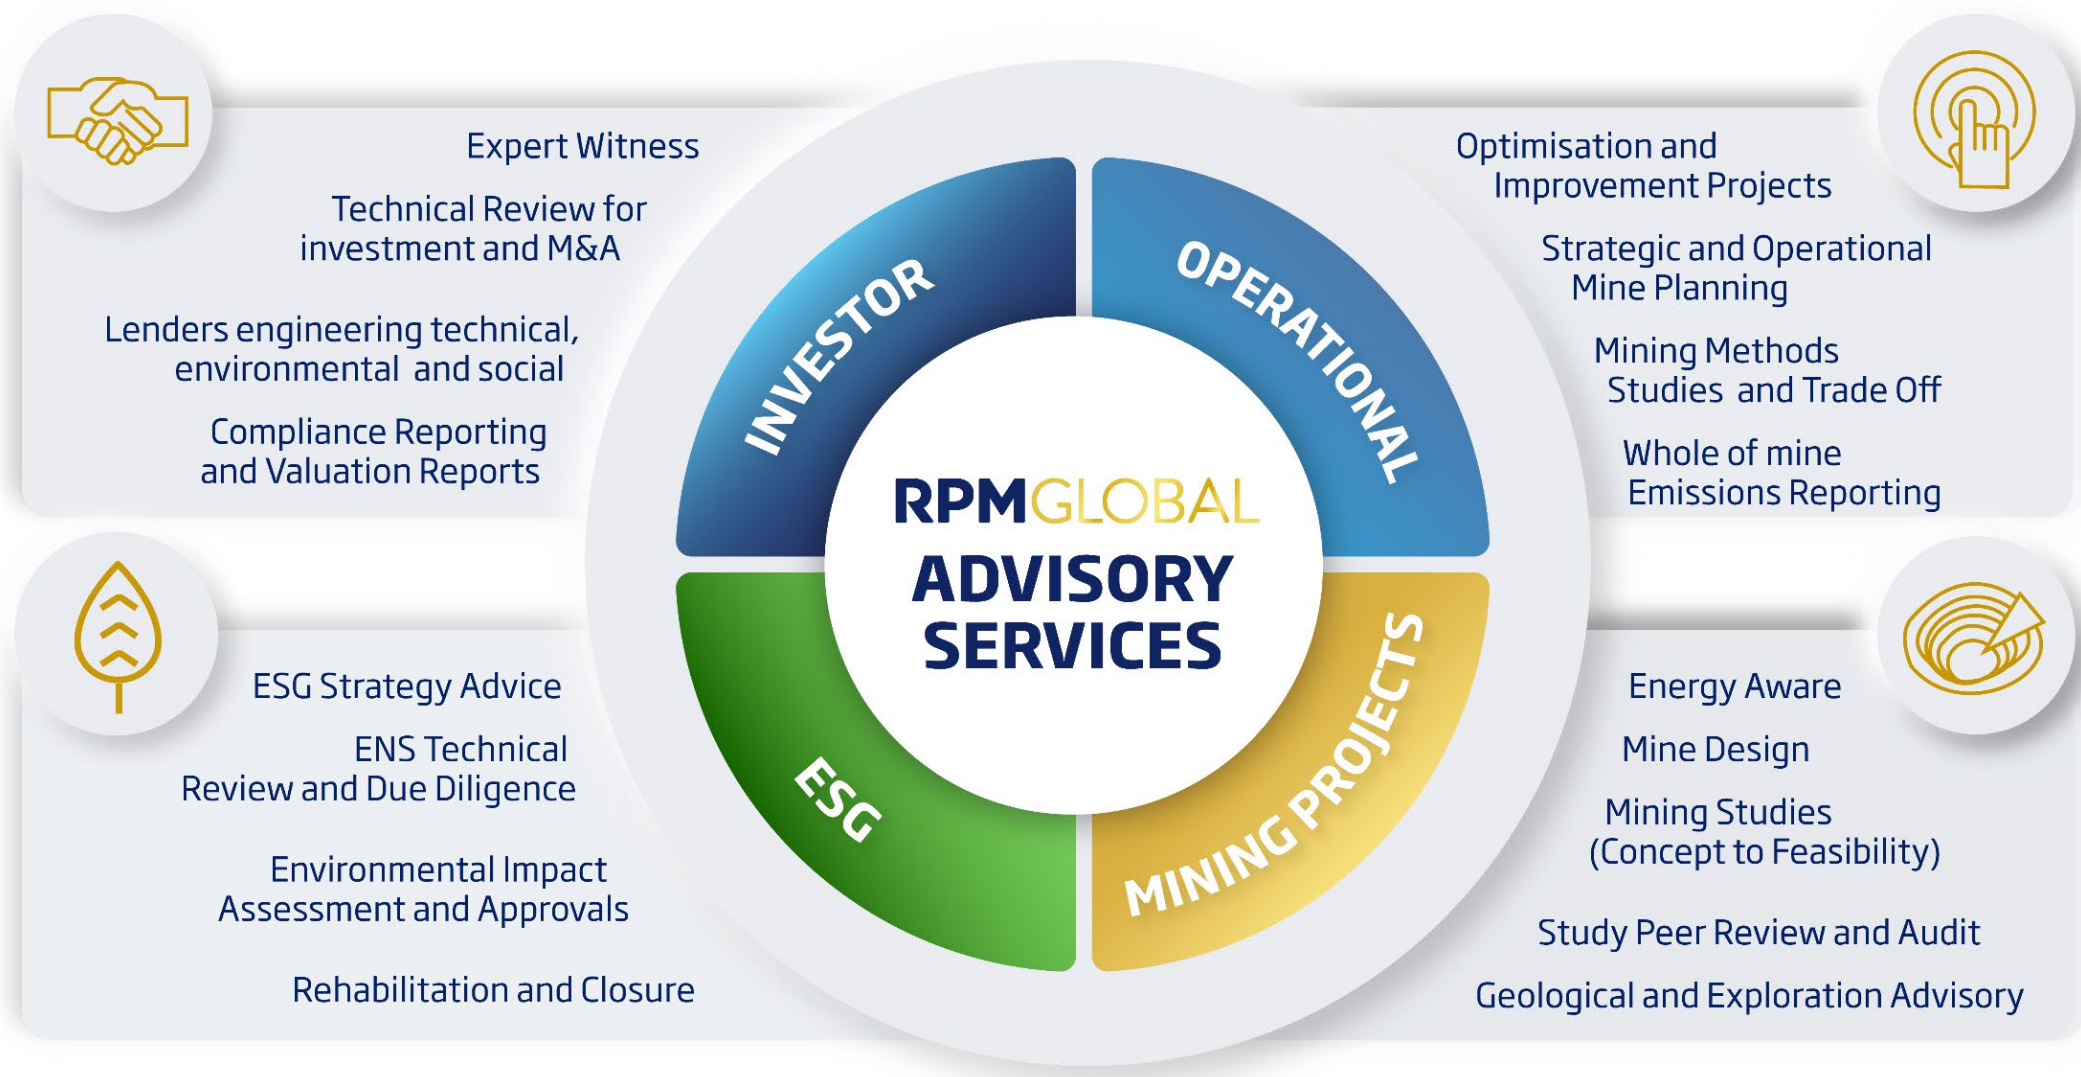 Expert Witness
Technical Review for
investment and M&A
Lenders engineering technical,
environmental and social
Compliance Reporting
and Valuation Reports
INVESTOR
OPERATIONAL
Optimisation and
Improvement Projects
Strategic and Operational
Mine Planning
Mining Methods
Studies and Trade Off
Whole of mine
Emissions Reporting
RPMGLOBAL
ADVISORY
SERVICES
ESG Strategy Advice
ENS Technical
Review and Due Diligence
Environmental Impact
Assessment and Approvals
Rehabilitation and Closure
ESG
MINING PROJECTS
Energy Aware
Mine Design
Mining Studies
(Concept to Feasibility)
Study Peer Review and Audit
Geological and Exploration Advisory